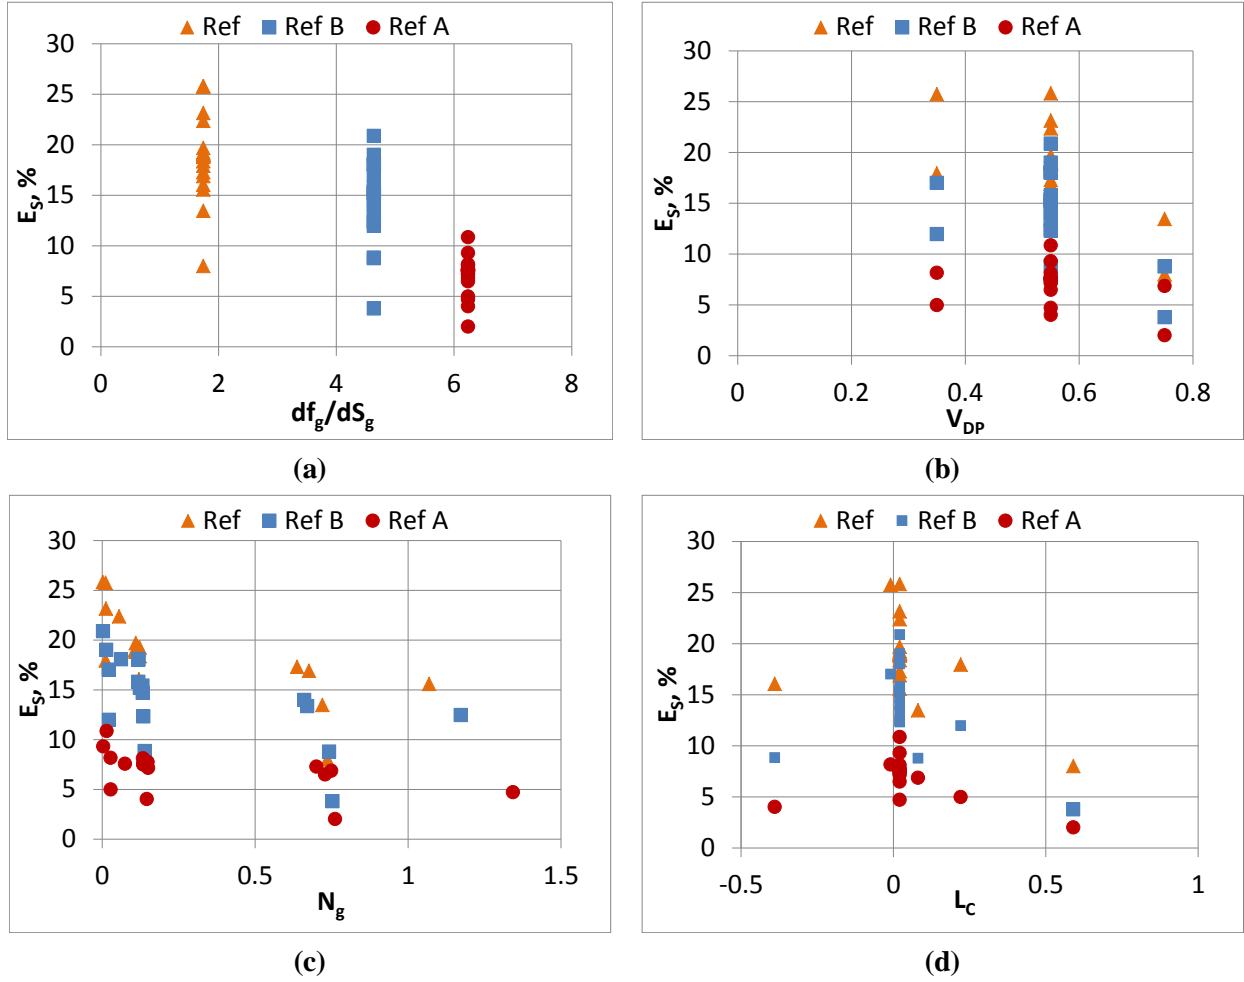 Ref Ref B Ref A
30
25
20
15
10
5
0
E_S, %
0 2 4 6 8
df_g/dS_g
(a)
Ref Ref B Ref A
30
25
20
15
10
5
0
E_S, %
0 0.2 0.4 0.6 0.8
V_DP
(b)
Ref Ref B Ref A
30
25
20
15
10
5
0
E_S, %
0 0.5 1 1.5
N_g
(c)
Ref Ref B Ref A
30
25
20
15
10
5
0
E_S, %
-0.5 0 0.5 1
L_C
(d)